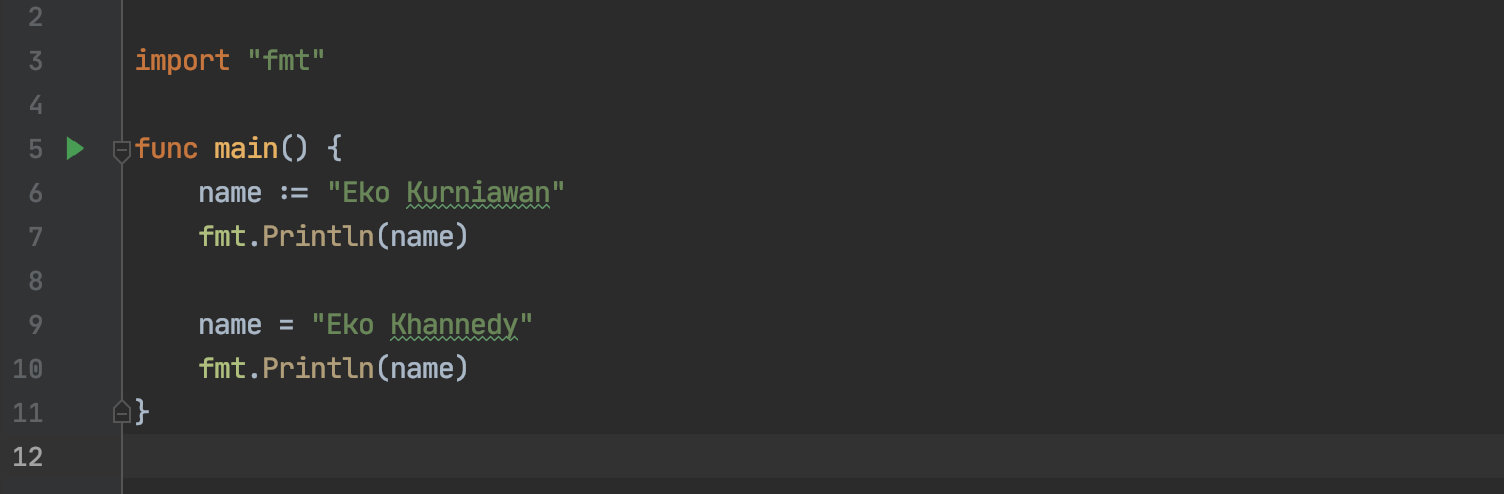 2
3 import "fmt"
4
5 func main() {
6     name := "Eko Kurniawan"
7     fmt.Println(name)
8
9     name = "Eko Khannedy"
10     fmt.Println(name)
11 }
12